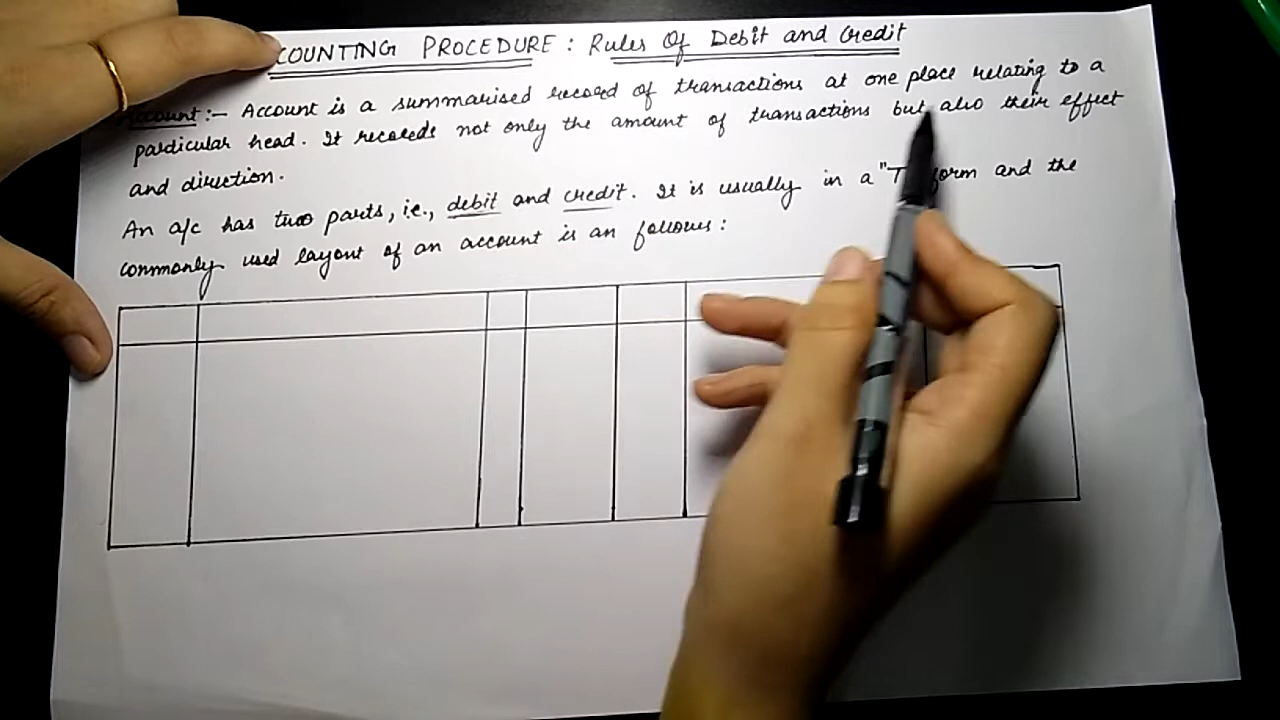 COUNTING PROCEDURE : Rules Of Debit and Credit
Account :- Account is a summarised record of transactions at one place relating to a
particular head. It records not only the amount of transactions but also their effect
and direction.
An a/c has two parts, i.e., debit and credit. It is usually in a "T" form and the
commonly used layout of an account is an follows :